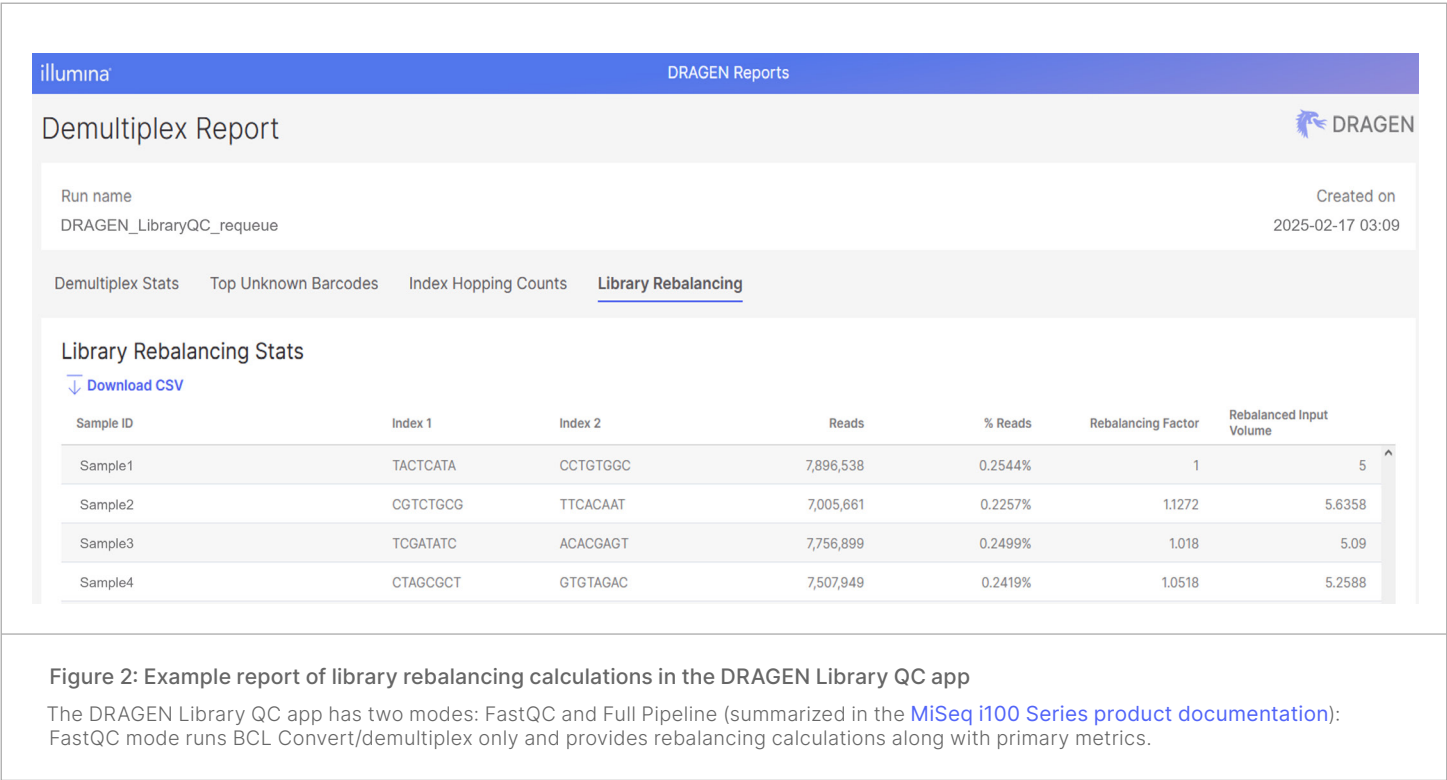 illumina
DRAGEN Reports
Demultiplex Report
DRAGEN
Run name
Created on
DRAGEN_LibraryQC_requeue
2025-02-17 03:09
Demultiplex Stats Top Unknown Barcodes Index Hopping Counts Library Rebalancing
Library Rebalancing Stats
Download CSV
Sample ID Index 1 Index 2 Reads % Reads Rebalancing Factor Rebalanced Input Volume
Sample1 TACTCATA CCTGTGGC 7,896,538 0.2544% 1 5
Sample2 CGTCTGCG TTCACAAT 7,005,661 0.2257% 1.1272 5.6358
Sample3 TCGATATC ACACGAGT 7,756,899 0.2499% 1.018 5.09
Sample4 CTAGCGCT GTGTAGAC 7,507,949 0.2419% 1.0518 5.2588
Figure 2: Example report of library rebalancing calculations in the DRAGEN Library QC app
The DRAGEN Library QC app has two modes: FastQC and Full Pipeline (summarized in the MiSeq i100 Series product documentation):
FastQC mode runs BCL Convert/demultiplex only and provides rebalancing calculations along with primary metrics.